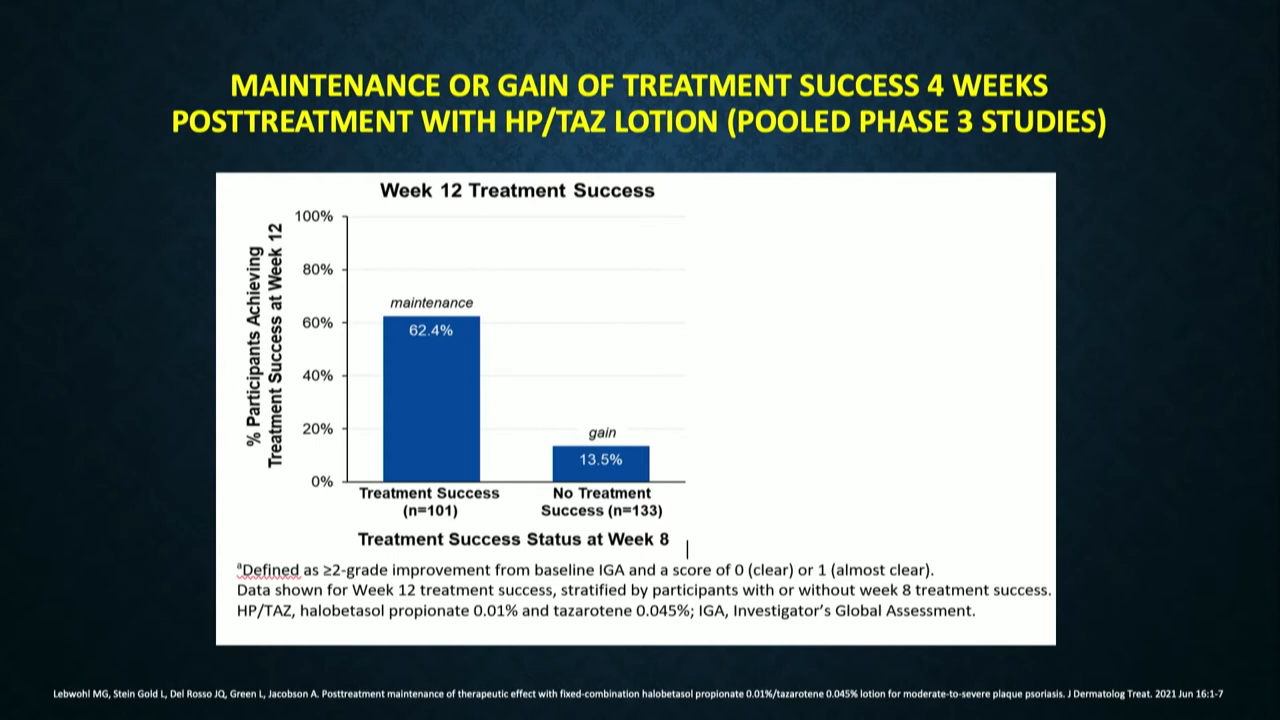 MAINTENANCE OR GAIN OF TREATMENT SUCCESS 4 WEEKS
POSTTREATMENT WITH HP/TAZ LOTION (POOLED PHASE 3 STUDIES)
Week 12 Treatment Success
% Participants Achieving
Treatment Success at Week 12
100%
80%
60%
40%
20%
0%
maintenance
62.4%
gain
13.5%
Treatment Success
(n=101)
No Treatment
Success (n=133)
Treatment Success Status at Week 8
ᵃDefined as ≥2-grade improvement from baseline IGA and a score of 0 (clear) or 1 (almost clear).
Data shown for Week 12 treatment success, stratified by participants with or without week 8 treatment success.
HP/TAZ, halobetasol propionate 0.01% and tazarotene 0.045%; IGA, Investigator’s Global Assessment.
Lebwohl MG, Stein Gold L, Del Rosso JQ, Green L, Jacobson A. Posttreatment maintenance of therapeutic effect with fixed-combination halobetasol propionate 0.01%/tazarotene 0.045% lotion for moderate-to-severe plaque psoriasis. J Dermatolog Treat. 2021 Jun 16:1-7